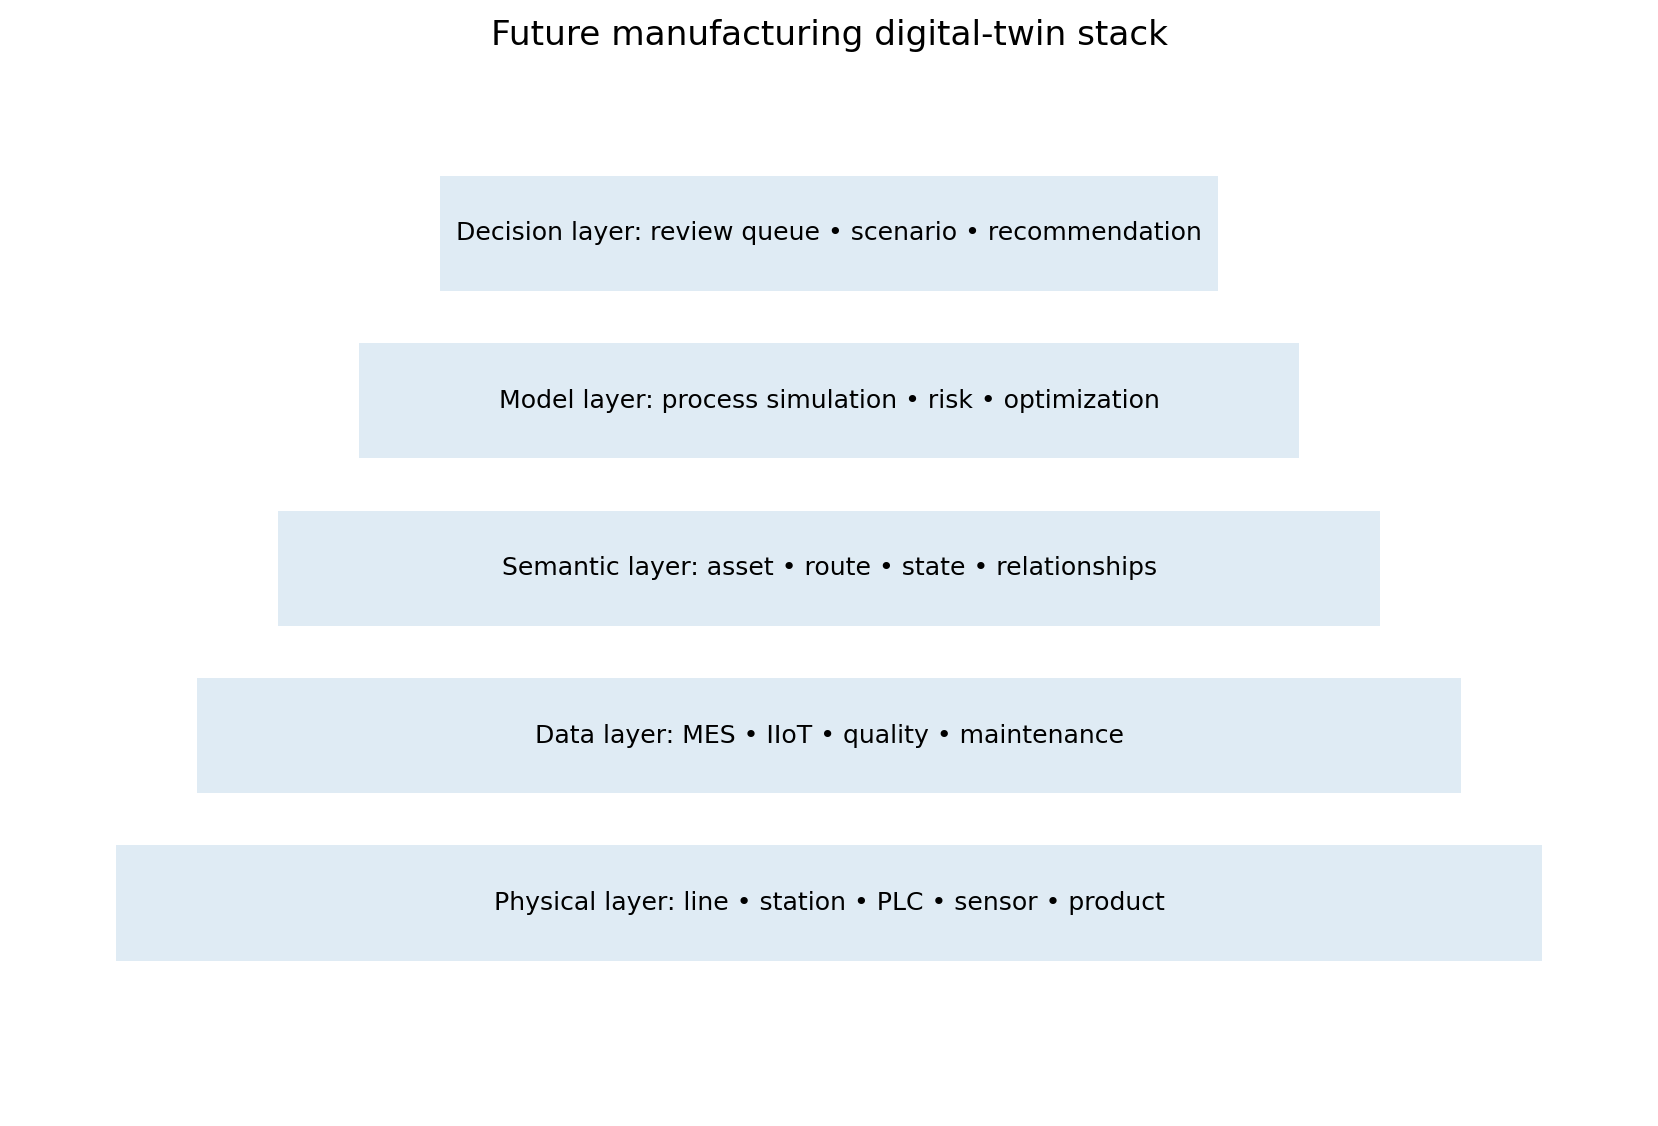 Future manufacturing digital-twin stack
Decision layer: review queue • scenario • recommendation
Model layer: process simulation • risk • optimization
Semantic layer: asset • route • state • relationships
Data layer: MES • IIoT • quality • maintenance
Physical layer: line • station • PLC • sensor • product